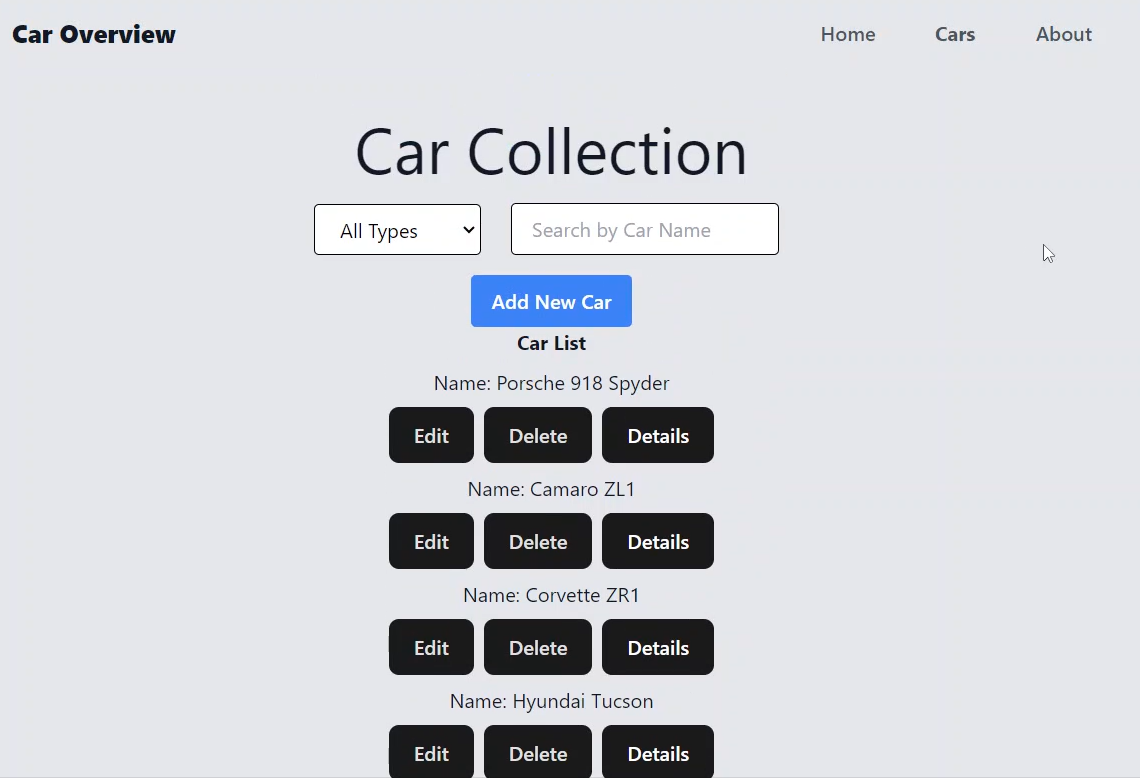 Car Overview Home Cars About
Car Collection
All Types Search by Car Name
Add New Car
Car List
Name: Porsche 918 Spyder
Edit Delete Details
Name: Camaro ZL1
Edit Delete Details
Name: Corvette ZR1
Edit Delete Details
Name: Hyundai Tucson
Edit Delete Details